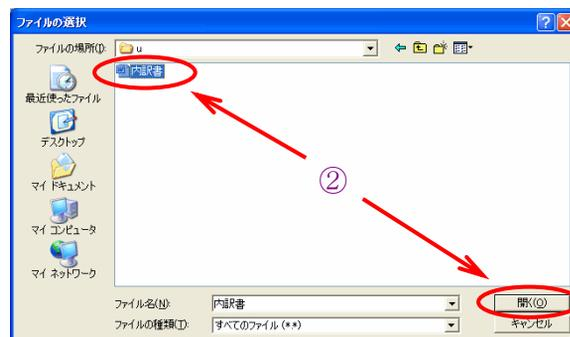 ファイルの選択
ファイルの場所(I):
u
内訳書
最近使ったファイル
デスクトップ
②
マイ ドキュメント
マイ コンピュータ
マイ ネットワーク
ファイル名(N):
内訳書
開く(O)
ファイルの種類(T):
すべてのファイル (*.*)
キャンセル